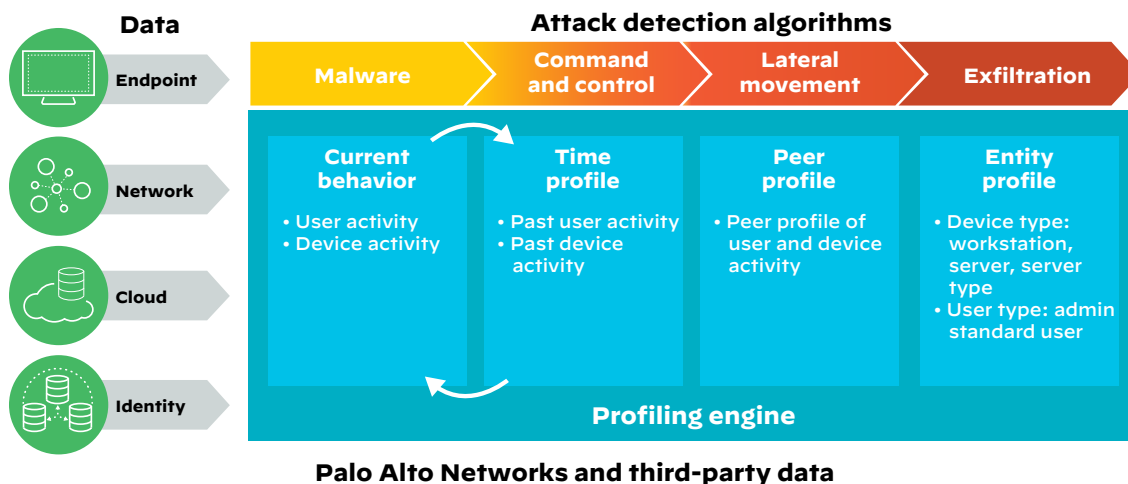 Data
Endpoint
Network
Cloud
Identity
Attack detection algorithms
Malware
Command
and control
Lateral
movement
Exfiltration
Current
behavior
• User activity
• Device activity
Time
profile
• Past user activity
• Past device
activity
Peer
profile
• Peer profile of
user and device
activity
Entity
profile
• Device type:
workstation,
server, server
type
• User type: admin
standard user
Profiling engine
Palo Alto Networks and third-party data